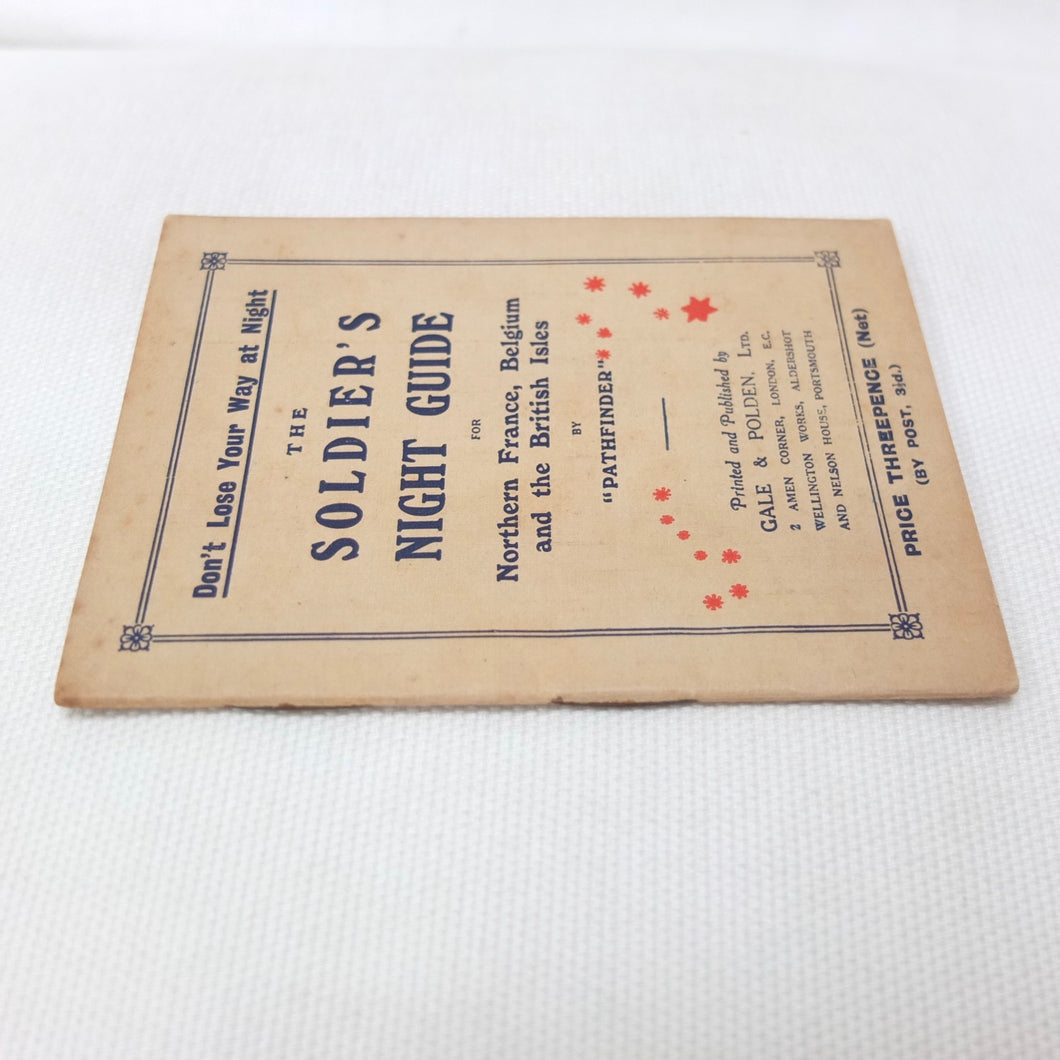 Don't Lose Your Way at Night
THE
SOLDIER'S
NIGHT GUIDE
FOR
Northern France, Belgium
and the British Isles
BY
"PATHFINDER"
Printed and Published by
GALE & POLDEN, LTD.
2 AMEN CORNER, LONDON, E.C.
WELLINGTON WORKS, ALDERSHOT
AND NELSON HOUSE, PORTSMOUTH
PRICE THREEPENCE (Net)
(BY POST, 3½d.)